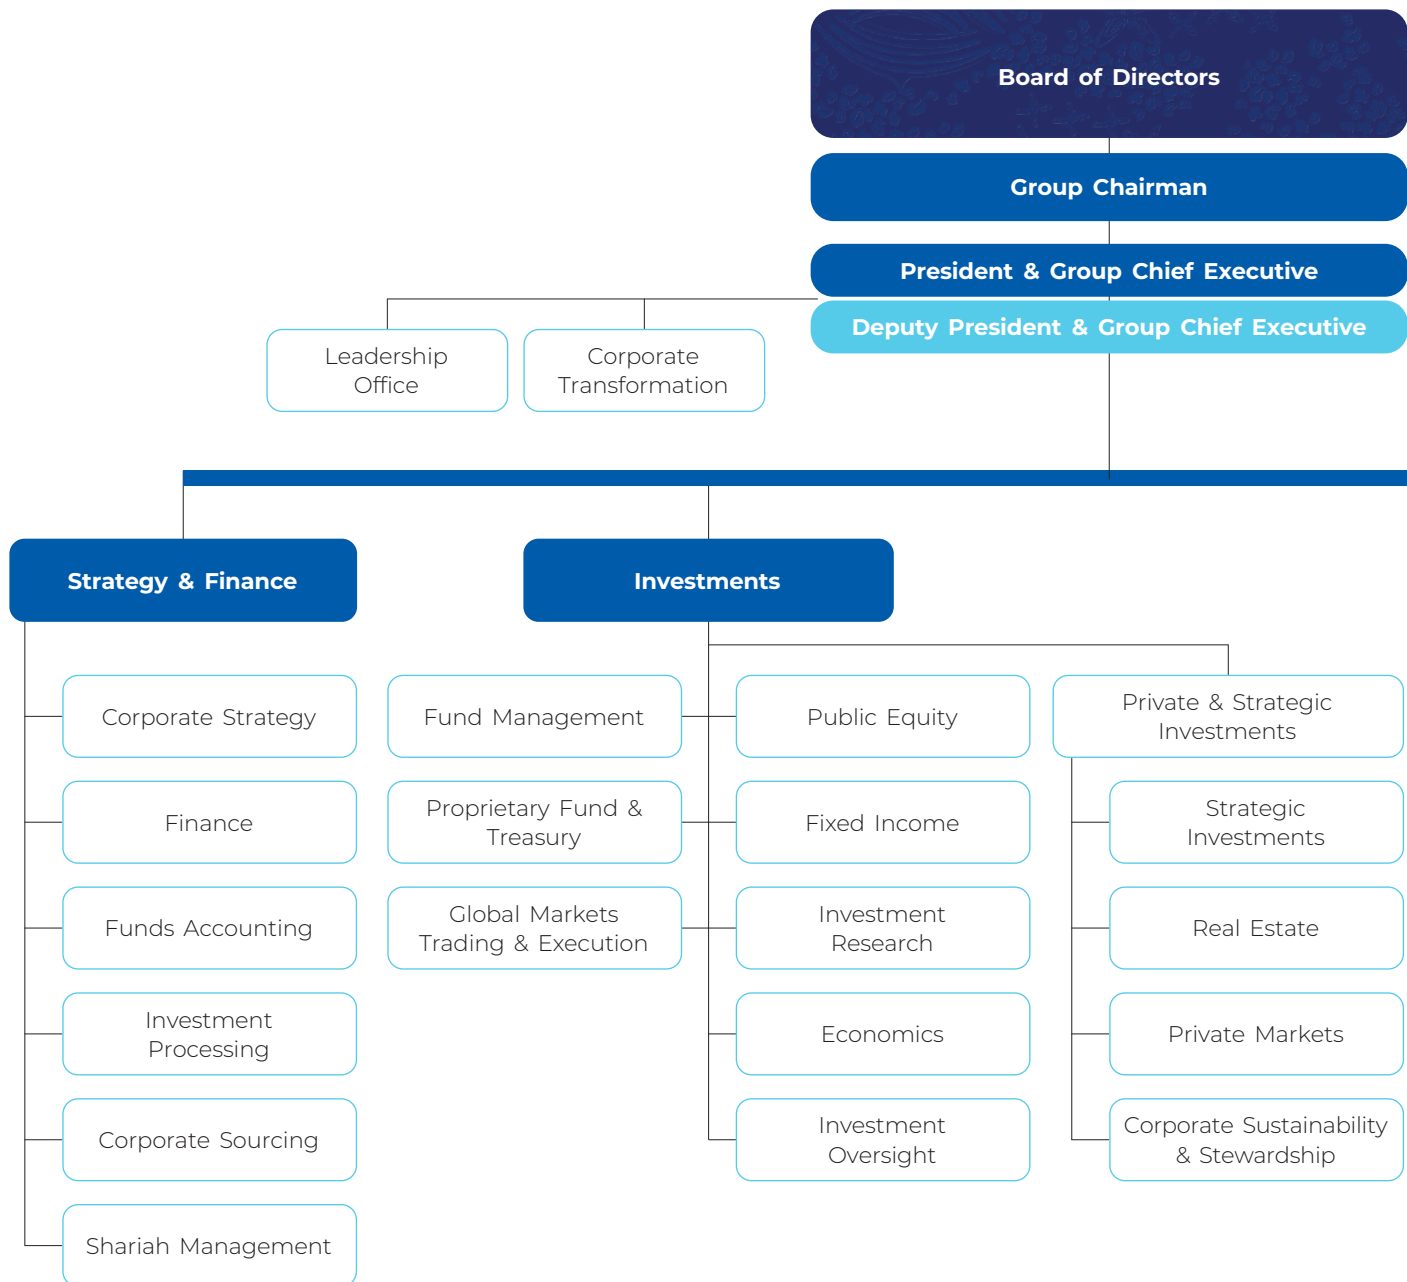 Board of Directors
Group Chairman
President & Group Chief Executive
Deputy President & Group Chief Executive
Leadership
Office
Corporate
Transformation
Strategy & Finance
Corporate Strategy
Finance
Funds Accounting
Investment
Processing
Corporate Sourcing
Shariah Management
Investments
Fund Management
Proprietary Fund &
Treasury
Global Markets
Trading & Execution
Public Equity
Fixed Income
Investment
Research
Economics
Investment
Oversight
Private & Strategic
Investments
Strategic
Investments
Real Estate
Private Markets
Corporate Sustainability
& Stewardship